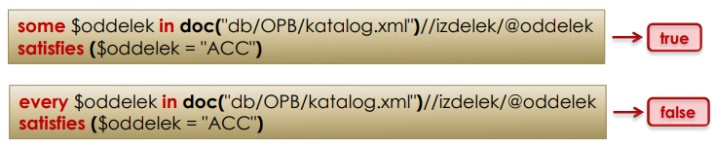 some $oddelek in doc("db/OPB/katalog.xml")//izdelek/@oddelek
satisfies ($oddelek = "ACC")
true
every $oddelek in doc("db/OPB/katalog.xml")//izdelek/@oddelek
satisfies ($oddelek = "ACC")
false